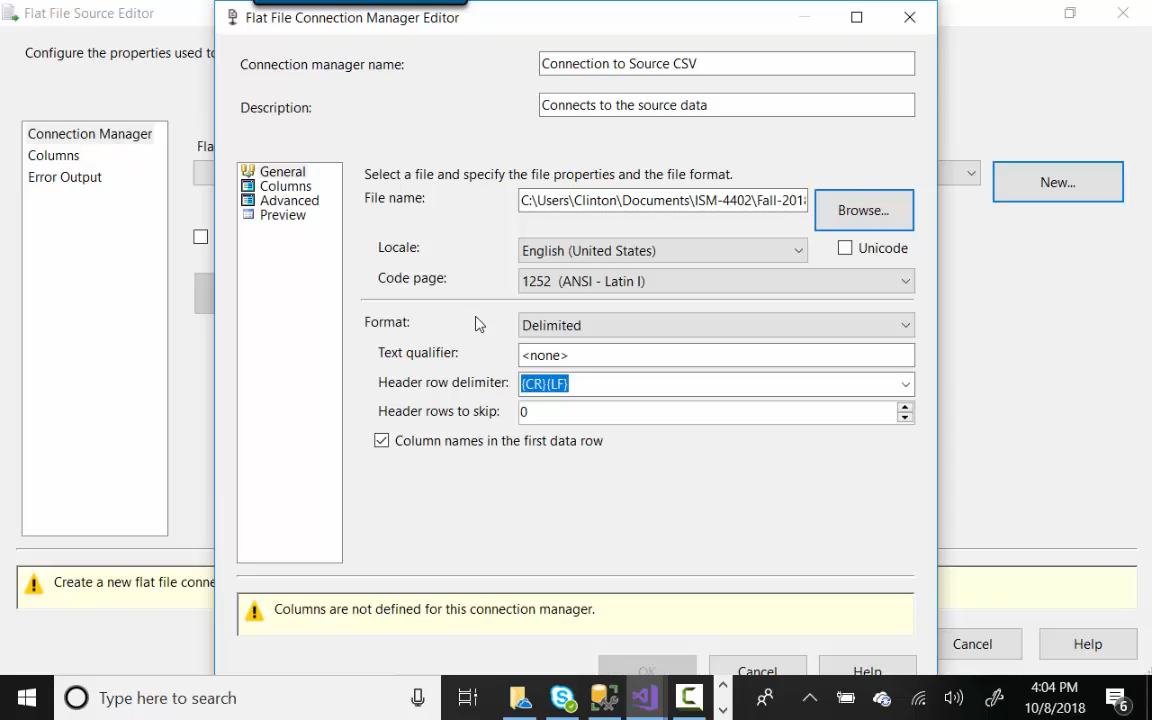 Flat File Source Editor
Flat File Connection Manager Editor
Configure the properties used to
Connection manager name:
Connection to Source CSV
Description:
Connects to the source data
Connection Manager
Columns
Error Output
Fla
New...
General
Columns
Advanced
Preview
Select a file and specify the file properties and the file format.
File name:
C:\Users\Clinton\Documents\ISM-4402\Fall-2018
Browse...
Locale:
English (United States)
Unicode
Code page:
1252 (ANSI - Latin I)
Format:
Delimited
Text qualifier:
<none>
Header row delimiter:
{CR}{LF}
Header rows to skip:
0
Column names in the first data row
Create a new flat file conne
Columns are not defined for this connection manager.
Cancel
Help
OK
Cancel
Help
Type here to search
4:04 PM
10/8/2018
6